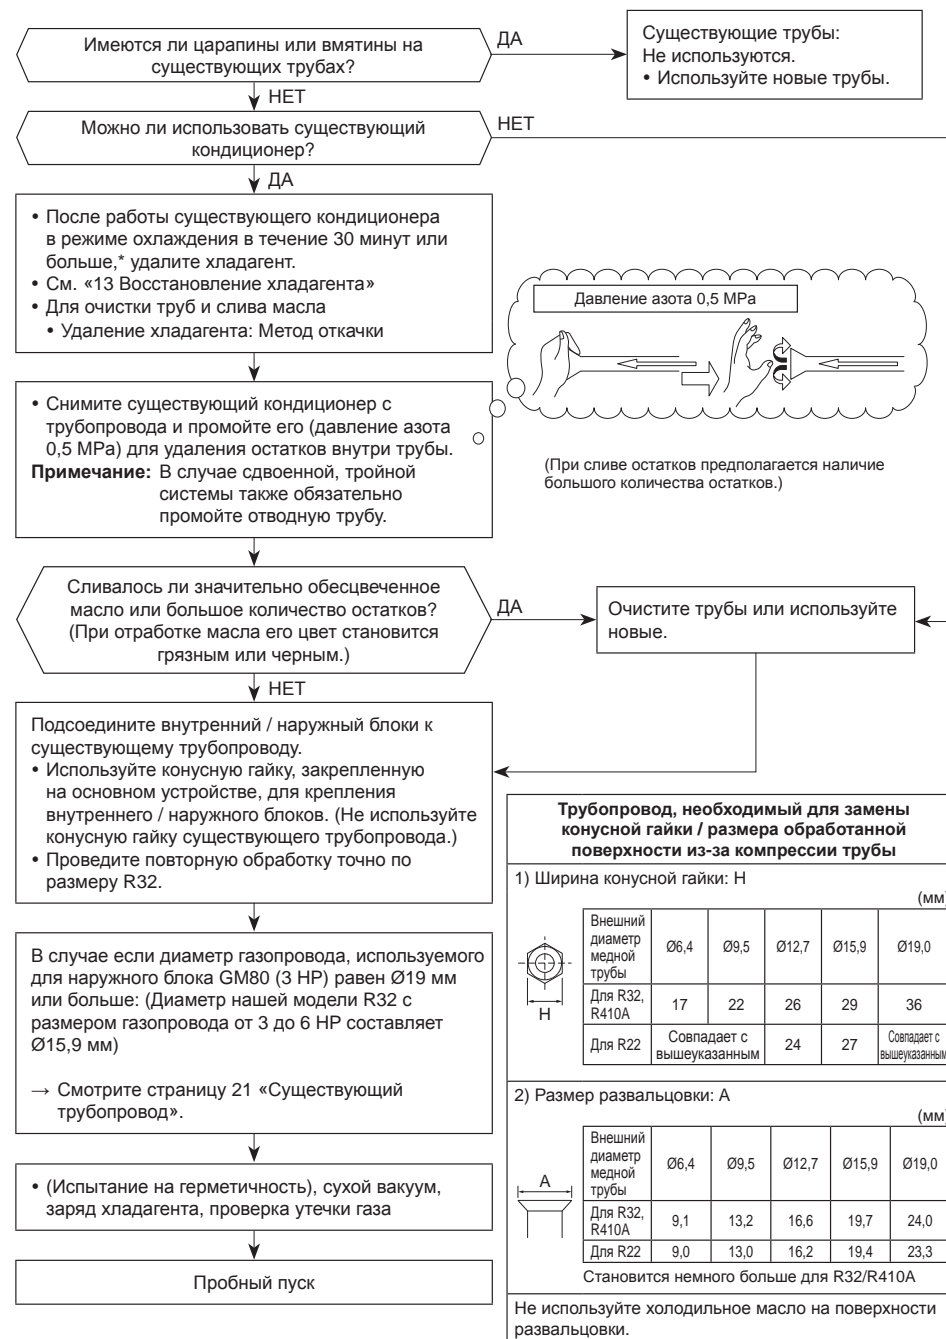 Имеются ли царапины или вмятины на
существующих трубах?
ДА
Существующие трубы:
Не используются.
• Используйте новые трубы.
НЕТ
Можно ли использовать существующий
кондиционер?
НЕТ
ДА
• После работы существующего кондиционера
в режиме охлаждения в течение 30 минут или
больше,* удалите хладагент.
• См. «13 Восстановление хладагента»
• Для очистки труб и слива масла
• Удаление хладагента: Метод откачки
Давление азота 0,5 MPa
• Снимите существующий кондиционер с
трубопровода и промойте его (давление азота
0,5 MPa) для удаления остатков внутри трубы.
Примечание: В случае сдвоенной, тройной
системы также обязательно
промойте отводную трубу.
(При сливе остатков предполагается наличие
большого количества остатков.)
Сливалось ли значительно обесцвеченное
масло или большое количество остатков?
(При отработке масла его цвет становится
грязным или черным.)
ДА
Очистите трубы или используйте
новые.
НЕТ
Подсоедините внутренний / наружный блоки к
существующему трубопроводу.
• Используйте конусную гайку, закрепленную
на основном устройстве, для крепления
внутреннего / наружного блоков. (Не используйте
конусную гайку существующего трубопровода.)
• Проведите повторную обработку точно по
размеру R32.
В случае если диаметр газопровода, используемого
для наружного блока GM80 (3 HP) равен Ø19 мм
или больше: (Диаметр нашей модели R32 с
размером газопровода от 3 до 6 HP составляет
Ø15,9 мм)
→ Смотрите страницу 21 «Существующий
трубопровод».
• (Испытание на герметичность), сухой вакуум,
заряд хладагента, проверка утечки газа
Пробный пуск
Трубопровод, необходимый для замены
конусной гайки / размера обработанной
поверхности из-за компрессии трубы
1) Ширина конусной гайки: H
(мм)
H
Внешний
диаметр
медной
трубы
Ø6,4 Ø9,5 Ø12,7 Ø15,9 Ø19,0
Для R32,
R410A
17 22 26 29 36
Для R22
Совпадает с
вышеуказанным
24 27
Совпадает с
вышеуказанным
2) Размер развальцовки: A
(мм)
A
Внешний
диаметр
медной
трубы
Ø6,4 Ø9,5 Ø12,7 Ø15,9 Ø19,0
Для R32,
R410A
9,1 13,2 16,6 19,7 24,0
Для R22 9,0 13,0 16,2 19,4 23,3
Становится немного больше для R32/R410A
Не используйте холодильное масло на поверхности
развальцовки.